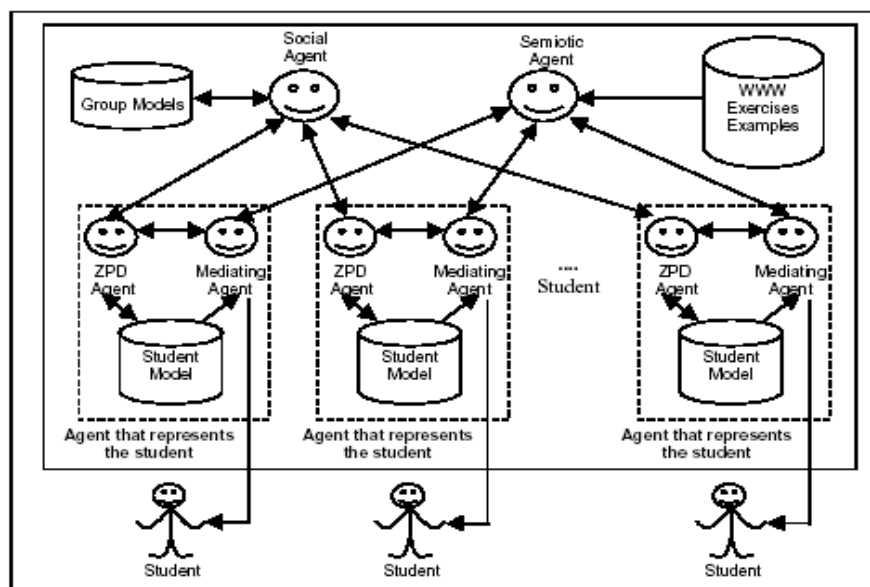 Social
Agent
Semiotic
Agent
Group Models
WWW
Exercises
Examples
ZPD
Agent
Mediating
Agent
Student
Model
Agent that represents
the student
ZPD
Agent
Mediating
Agent
Student
Model
Agent that represents
the student
....
Student
ZPD
Agent
Mediating
Agent
Student
Model
Agent that represents
the student
Student
Student
Student